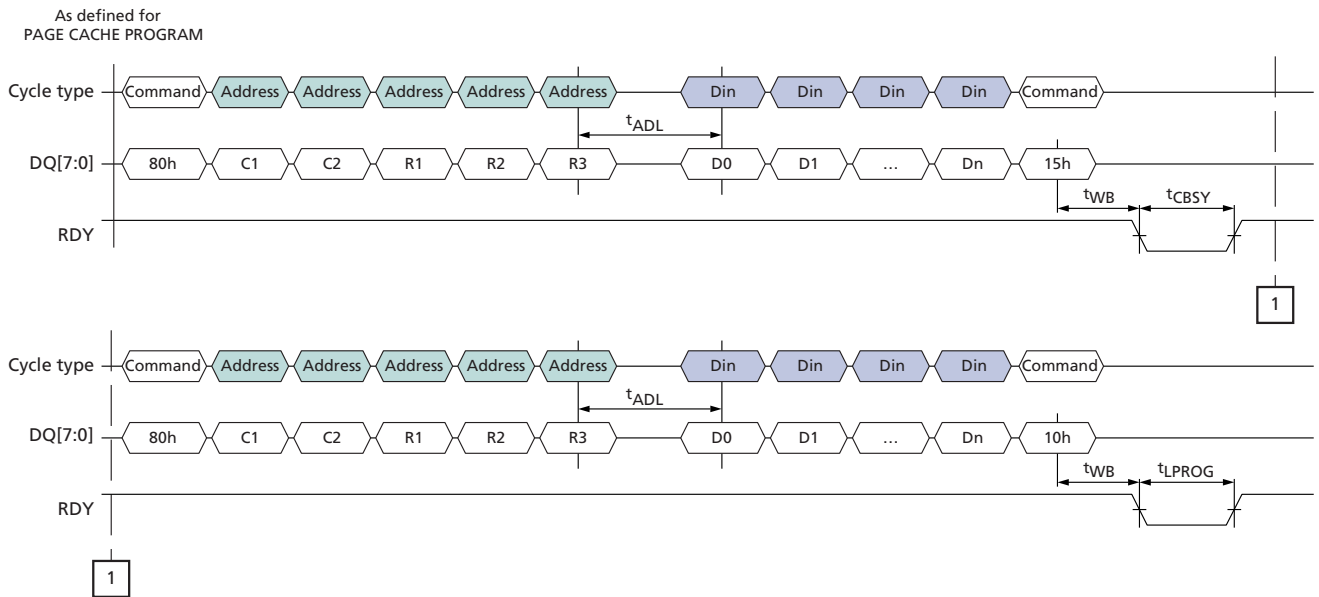 As defined for
PAGE CACHE PROGRAM
Cycle type Command Address Address Address Address Address Din Din Din Din Command
tADL
DQ[7:0] 80h C1 C2 R1 R2 R3 D0 D1 … Dn 15h
tWB tCBSY
RDY
1
Cycle type Command Address Address Address Address Address Din Din Din Din Command
tADL
DQ[7:0] 80h C1 C2 R1 R2 R3 D0 D1 … Dn 10h
tWB tLPROG
RDY
1